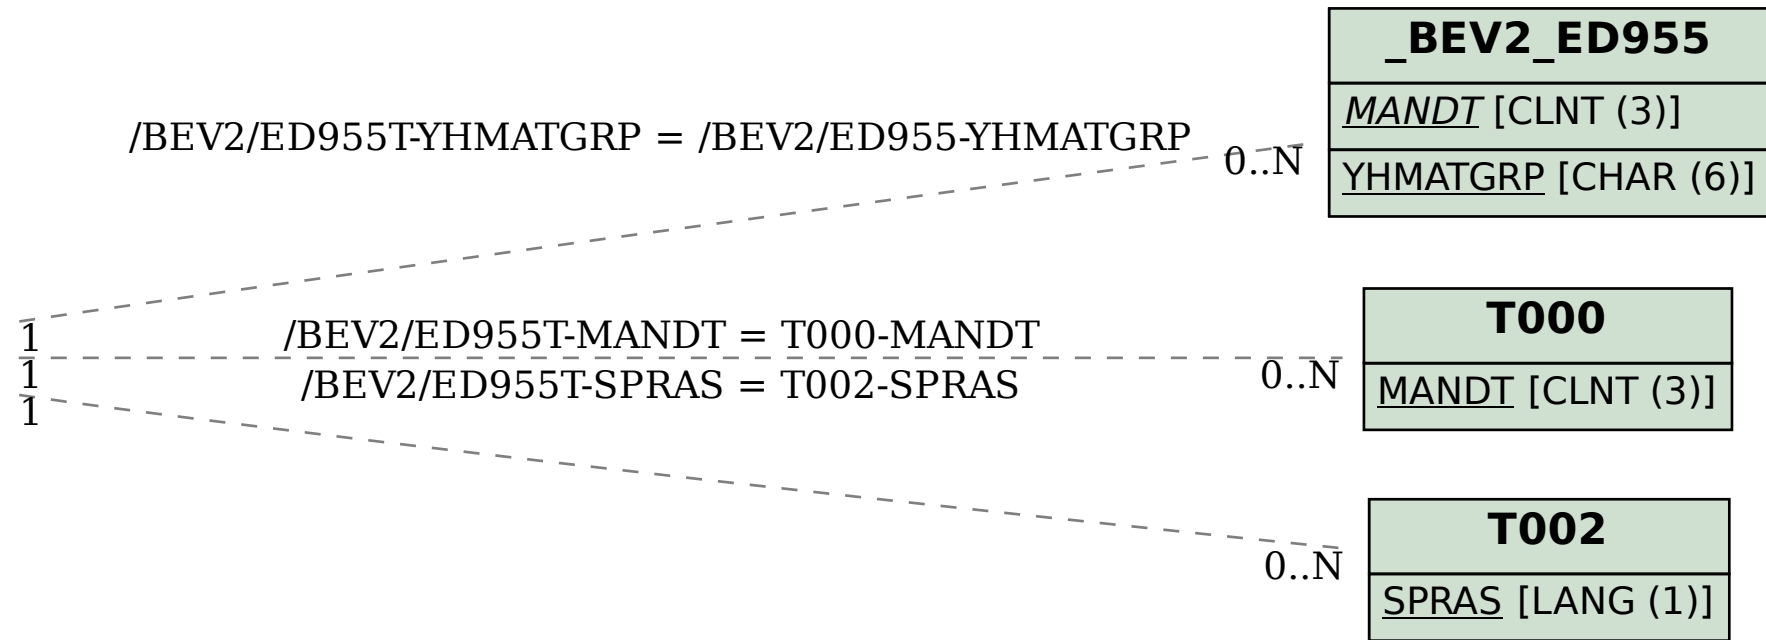 _BEV2_ED955
MANDT [CLNT (3)]
/BEV2/ED955T-YHMATGRP = /BEV2/ED955-YHMATGRP
0..N
YHMATGRP [CHAR (6)]
T000
1
/BEV2/ED955T-MANDT = T000-MANDT
1
/BEV2/ED955T-SPRAS = T002-SPRAS
0..N
MANDT [CLNT (3)]
1
T002
0..N
SPRAS [LANG (1)]